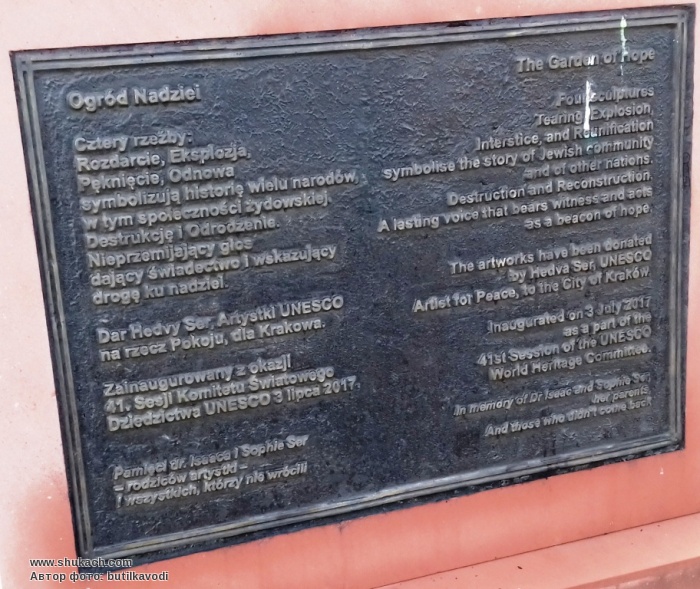 Ogród Nadziei
Cztery rzeźby:
Rozdarcie, Eksplozja,
Pęknięcie, Odnowa
symbolizują historię wielu narodów,
w tym społeczności żydowskiej.
Destrukcję i Odrodzenie.
Nieprzemijający głos
dający świadectwo i wskazujący
drogę ku nadziei.
Dar Hedvy Ser, Artystki UNESCO
na rzecz Pokoju, dla Krakowa.
Zainaugurowany z okazji
41. Sesji Komitetu Światowego
Dziedzictwa UNESCO 3 lipca 2017.
Pamięci dr. Isaaca i Sophie Ser
– rodziców artystki –
i wszystkich, którzy nie wrócili
The Garden of Hope
Four sculptures
Tearing, Explosion,
Interstice, and Reunification
symbolise the story of Jewish community
and of other nations.
Destruction and Reconstruction.
A lasting voice that bears witness and acts
as a beacon of hope.
The artworks have been donated
by Hedva Ser, UNESCO
Artist for Peace, to the City of Kraków.
Inaugurated on 3 July 2017
as a part of the
41st Session of the UNESCO
World Heritage Committee.
In memory of Dr Isaac and Sophie Ser
her parents
And those who didn't come back
www.shukach.com
Автор фото: butilkavodi